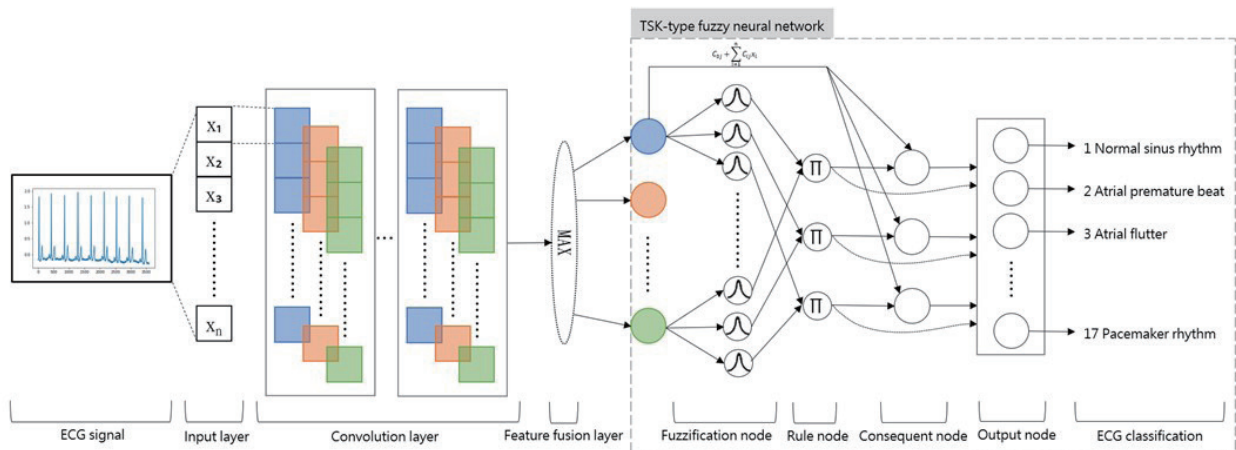 TSK-type fuzzy neural network
X₁
X₂
X₃
Xₙ
MAX
∏
∏
∏
1 Normal sinus rhythm
2 Atrial premature beat
3 Atrial flutter
17 Pacemaker rhythm
ECG signal
Input layer
Convolution layer
Feature fusion layer
Fuzzification node
Rule node
Consequent node
Output node
ECG classification